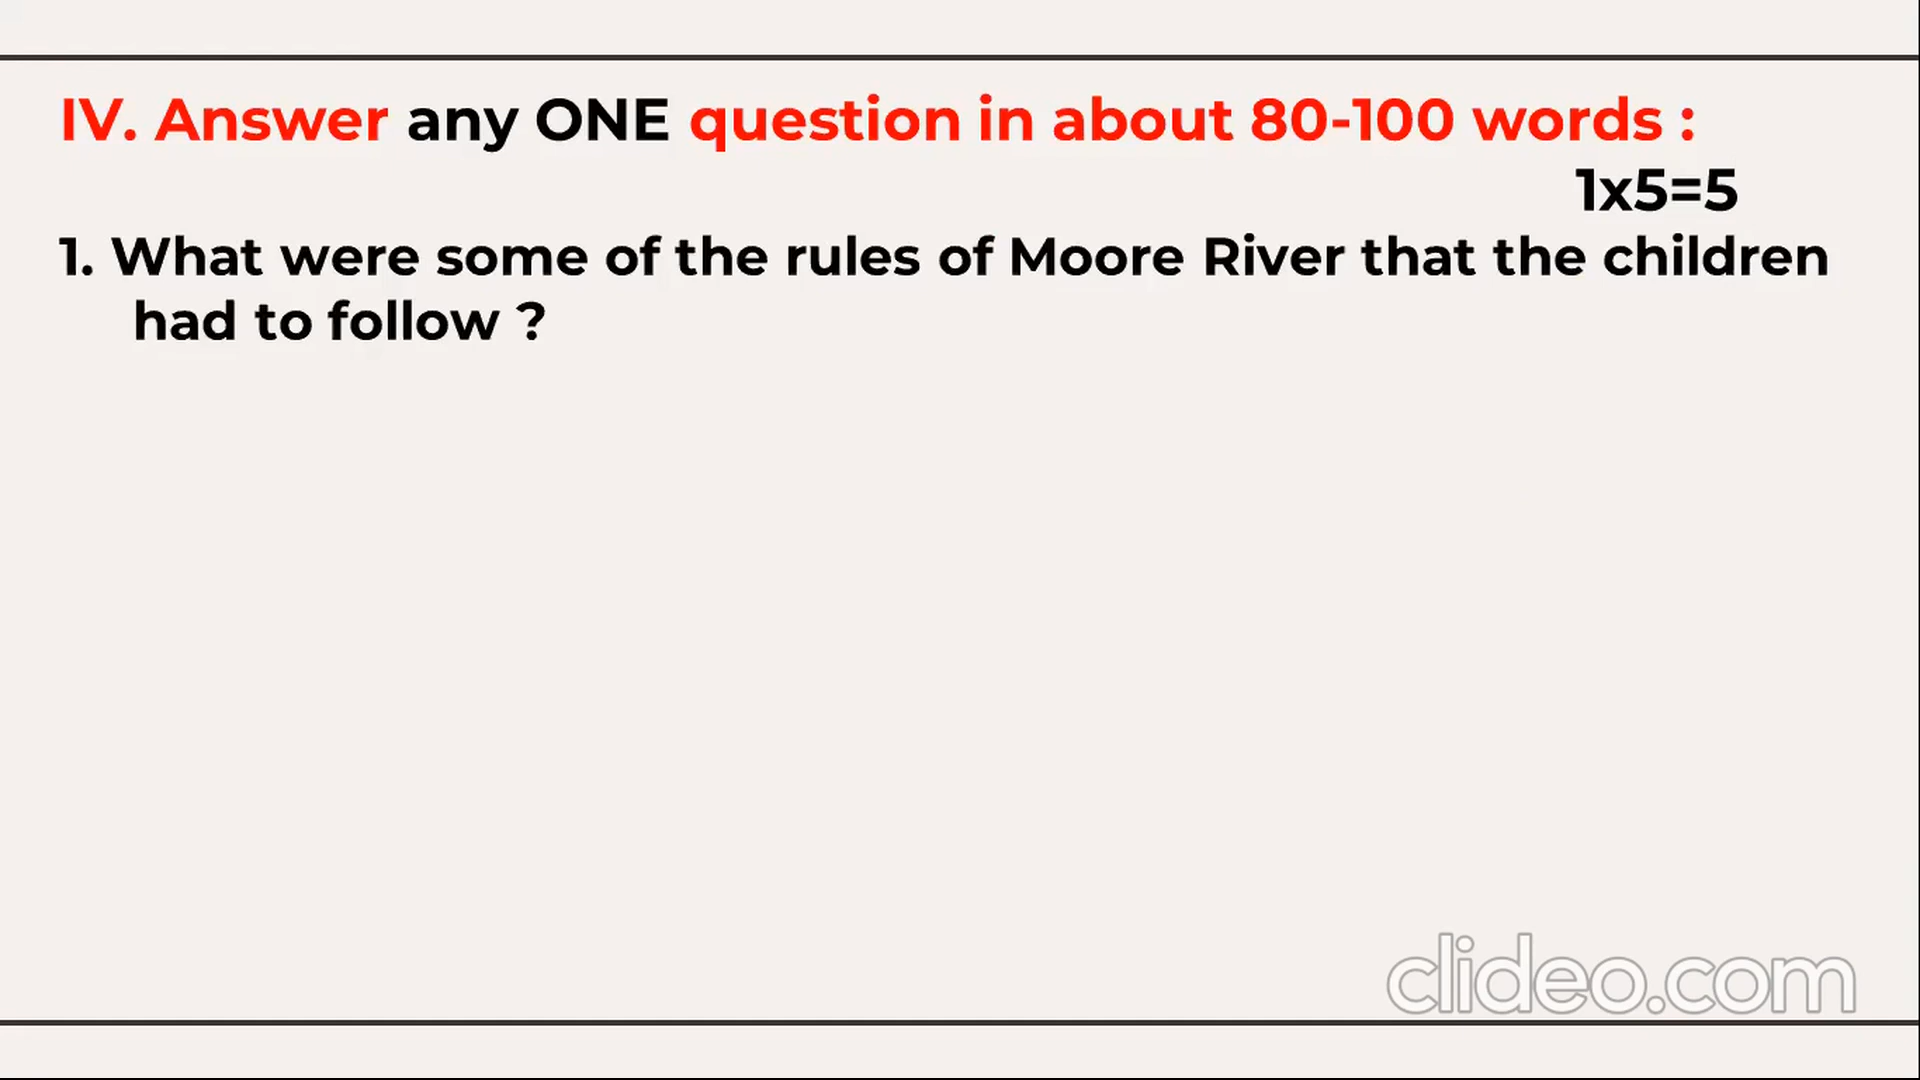 IV. Answer any ONE question in about 80-100 words :
1x5=5
1. What were some of the rules of Moore River that the children
had to follow ?
clideo.com